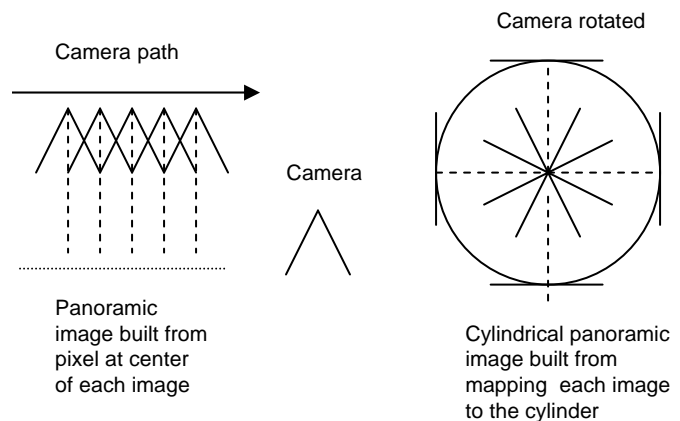 Camera rotated
Camera path
Camera
Panoramic
image built from
pixel at center
of each image
Cylindrical panoramic
image built from
mapping each image
to the cylinder